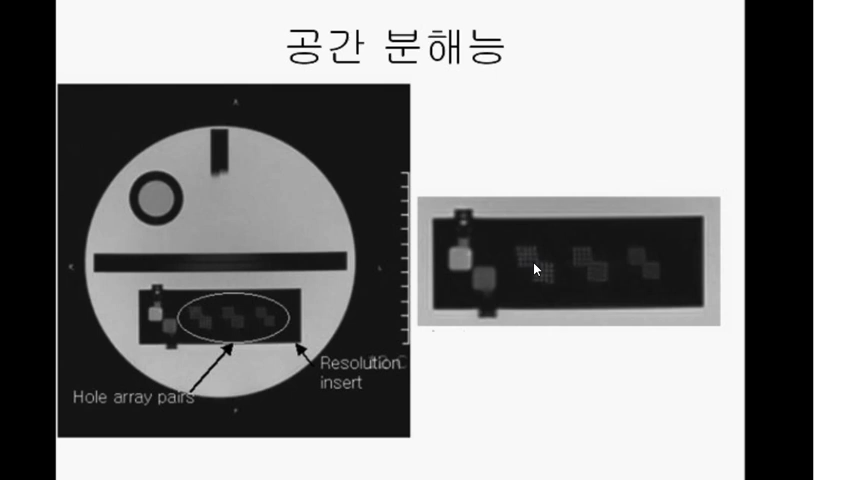 공간 분해능
Resolution
insert
Hole array pairs